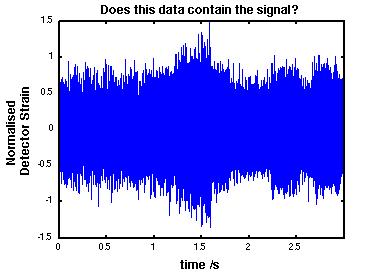 Does this data contain the signal?
1.5
1
0.5
0
-0.5
-1
-1.5
Normalised
Detector Strain
0 0.5 1 1.5 2 2.5
time /s